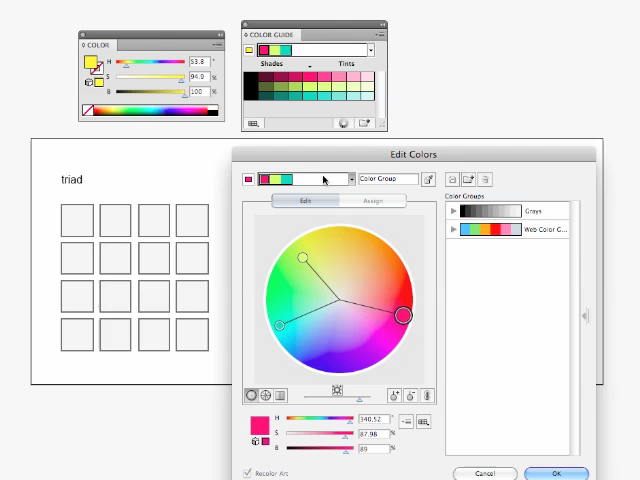 COLOR
H 53.8 °
S 94.9 %
B 100 %
COLOR GUIDE
Shades Tints
triad
Edit Colors
Color Group
Edit Assign
Color Groups
Grays
Web Color G...
H 340.52 °
S 87.98 %
B 89 %
Recolor Art
Cancel OK